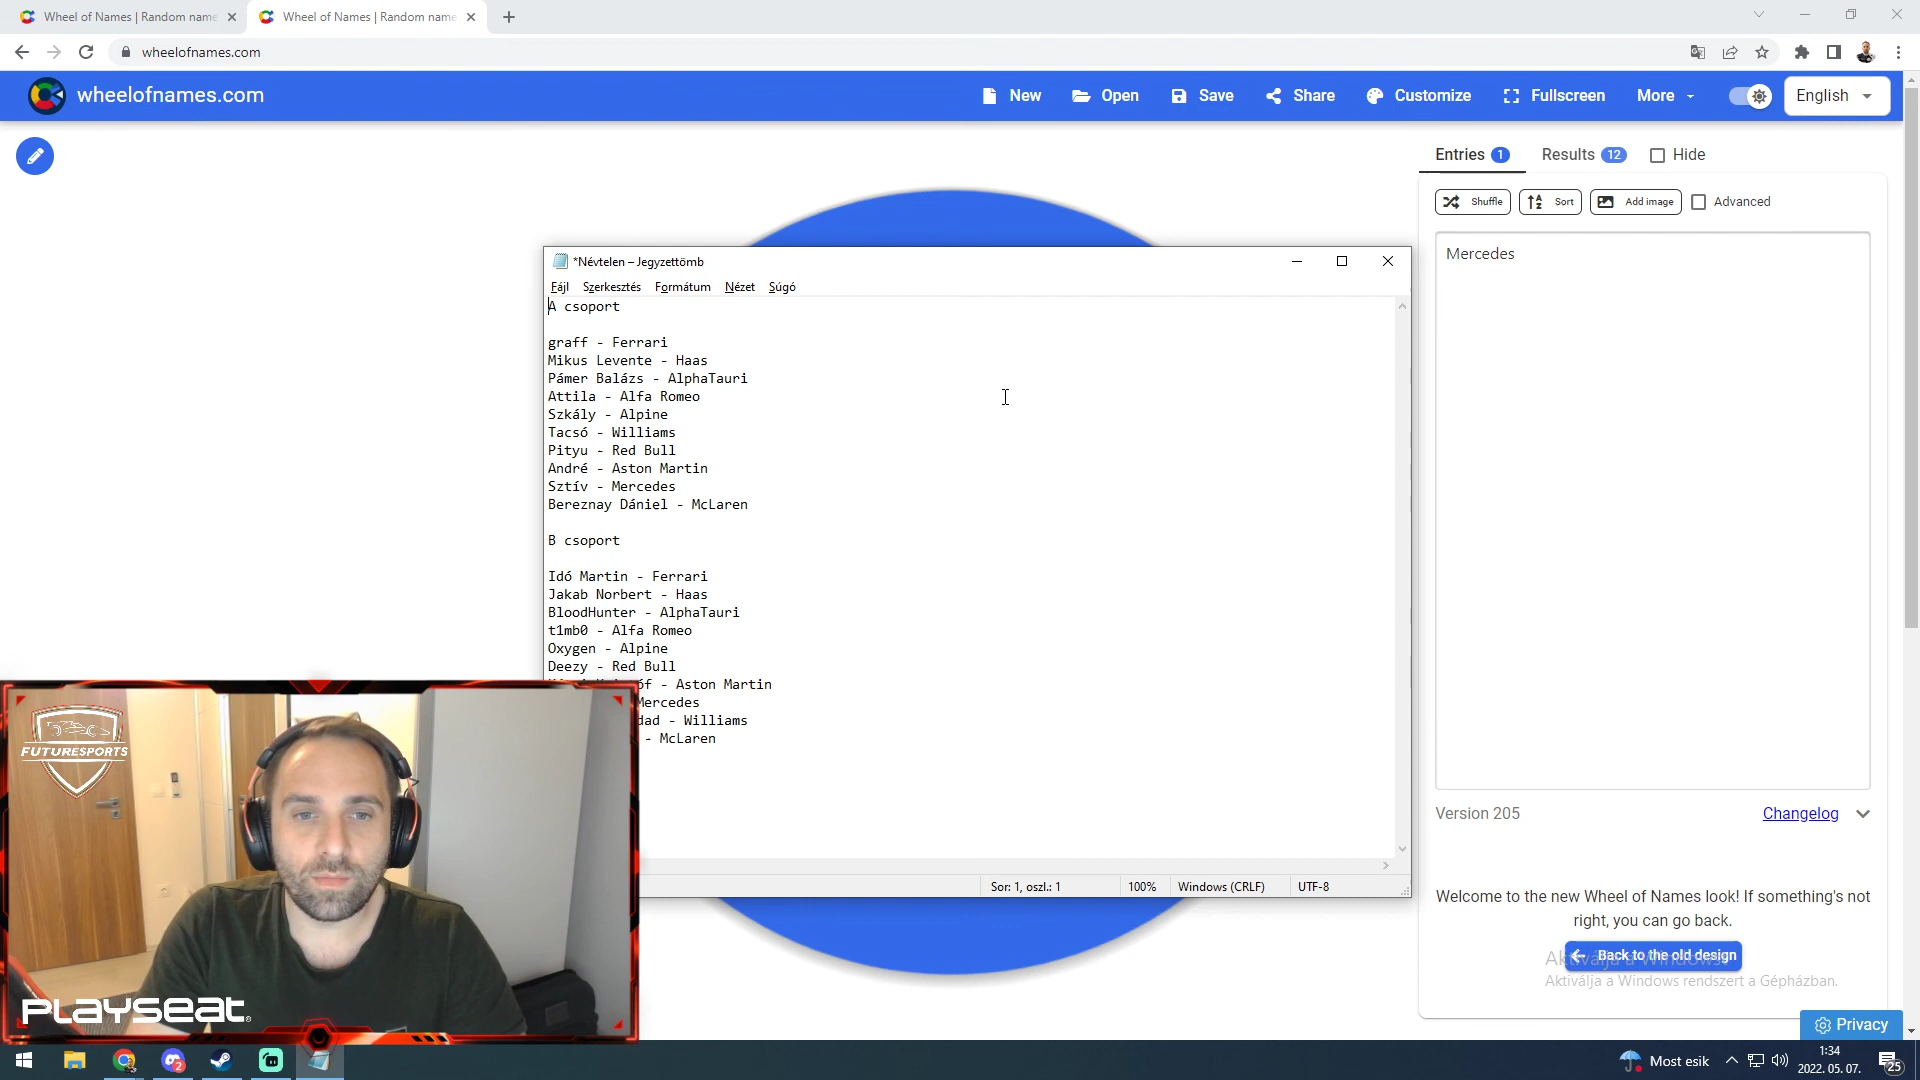 Wheel of Names | Random name
Wheel of Names | Random name
wheelofnames.com
wheelofnames.com
New
Open
Save
Share
Customize
Fullscreen
More
English
Entries 1
Results 12
Hide
Shuffle
Sort
Add image
Advanced
Mercedes
*Névtelen – Jegyzettömb
Fájl Szerkesztés Formátum Nézet Súgó
A csoport
graff - Ferrari
Mikus Levente - Haas
Pámer Balázs - AlphaTauri
Attila - Alfa Romeo
Szkály - Alpine
Tacsó - Williams
Pityu - Red Bull
André - Aston Martin
Sztív - Mercedes
Bereznay Dániel - McLaren
B csoport
Idó Martin - Ferrari
Jakab Norbert - Haas
BloodHunter - AlphaTauri
t1mb0 - Alfa Romeo
Oxygen - Alpine
Deezy - Red Bull
- Aston Martin
Mercedes
dad - Williams
- McLaren
Sor: 1, oszl.: 1
100%
Windows (CRLF)
UTF-8
Version 205
Changelog
Welcome to the new Wheel of Names look! If something's not
right, you can go back.
Back to the old design
Aktiválja a Windows rendszert a Gépházban.
Privacy
FUTURESPORTS
PLAYSEAT
2
Most esik
1:34
2022. 05. 07.
25